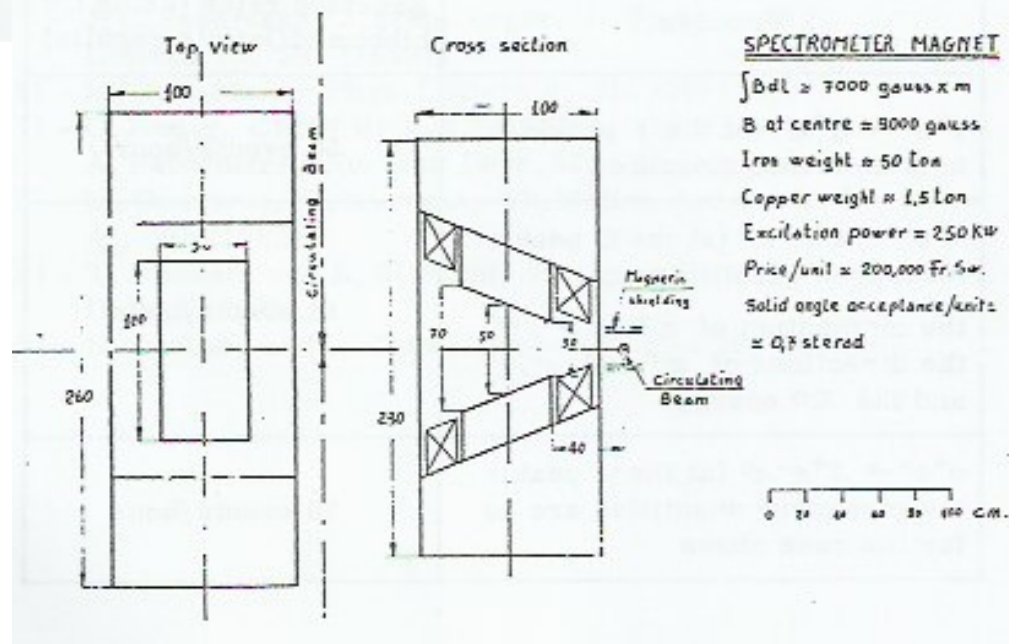 Top view
Cross section
SPECTROMETER MAGNET
∫Bdl ≃ 7000 gauss x m
B at centre ≃ 9000 gauss
Iron weight ≃ 50 ton
Copper weight ≃ 1,5 ton
Excitation power ≃ 250 kW
Price/unit ≃ 200,000 Fr. Sw.
Solid angle acceptance/unit ≃
≃ 0,7 sterad
100
Circulating Beam
50
100
260
100
70
50
30
230
40
Magnetic
shielding
Circulating
Beam
0 20 40 60 80 100 C.M.